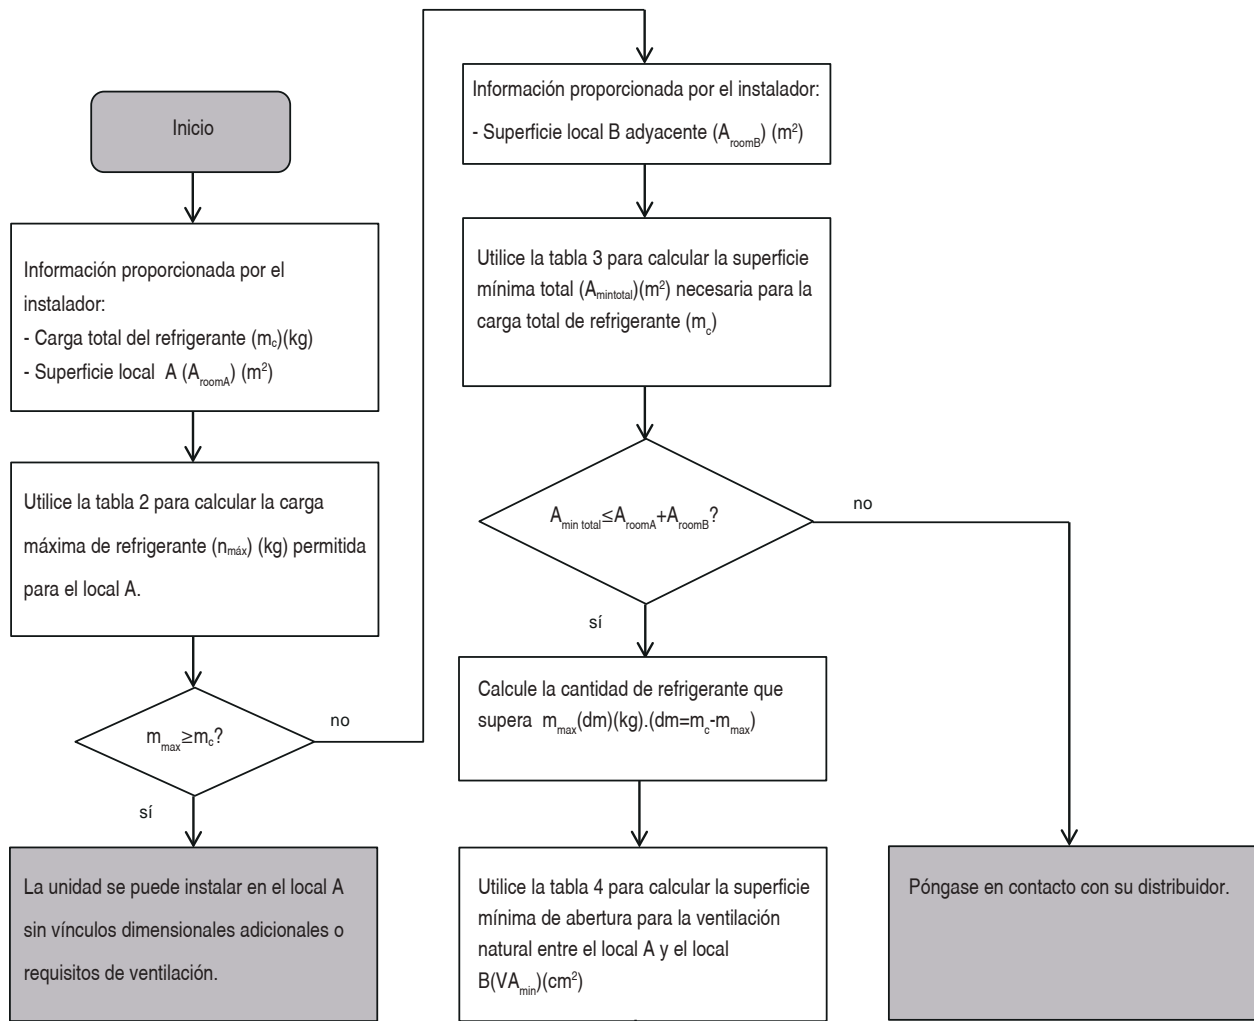 Inicio
Información proporcionada por el
instalador:
- Carga total del refrigerante (mc)(kg)
- Superficie local A (AroomA) (m²)
Utilice la tabla 2 para calcular la carga
máxima de refrigerante (nmáx) (kg) permitida
para el local A.
mmax≥mc?
no
sí
La unidad se puede instalar en el local A
sin vínculos dimensionales adicionales o
requisitos de ventilación.
Información proporcionada por el instalador:
- Superficie local B adyacente (AroomB) (m²)
Utilice la tabla 3 para calcular la superficie
mínima total (Amintotal)(m²) necesaria para la
carga total de refrigerante (mc)
Amin total≤AroomA+AroomB?
no
sí
Calcule la cantidad de refrigerante que
supera mmax(dm)(kg).(dm=mc-mmax)
Utilice la tabla 4 para calcular la superficie
mínima de abertura para la ventilación
natural entre el local A y el local
B(VAmin)(cm²)
Póngase en contacto con su distribuidor.